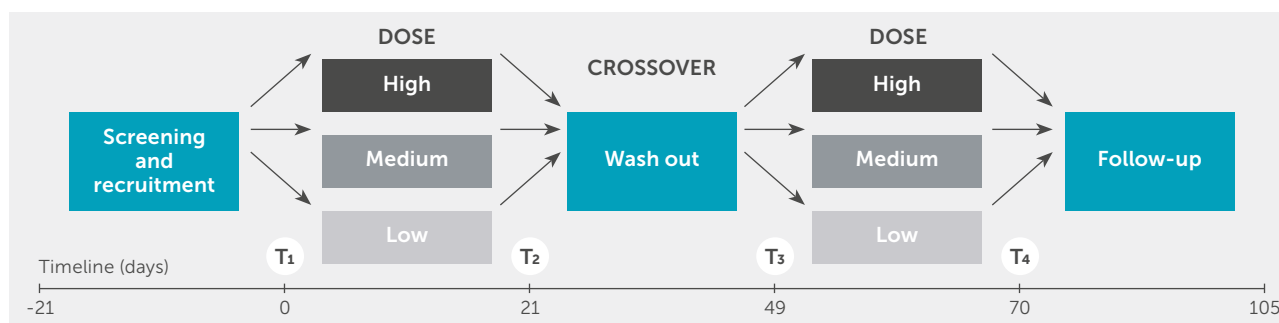 DOSE
DOSE
CROSSOVER
High
High
Screening
and
recruitment
Medium
Wash out
Medium
Follow-up
Low
Low
T1
T2
T3
T4
Timeline (days)
-21
0
21
49
70
105